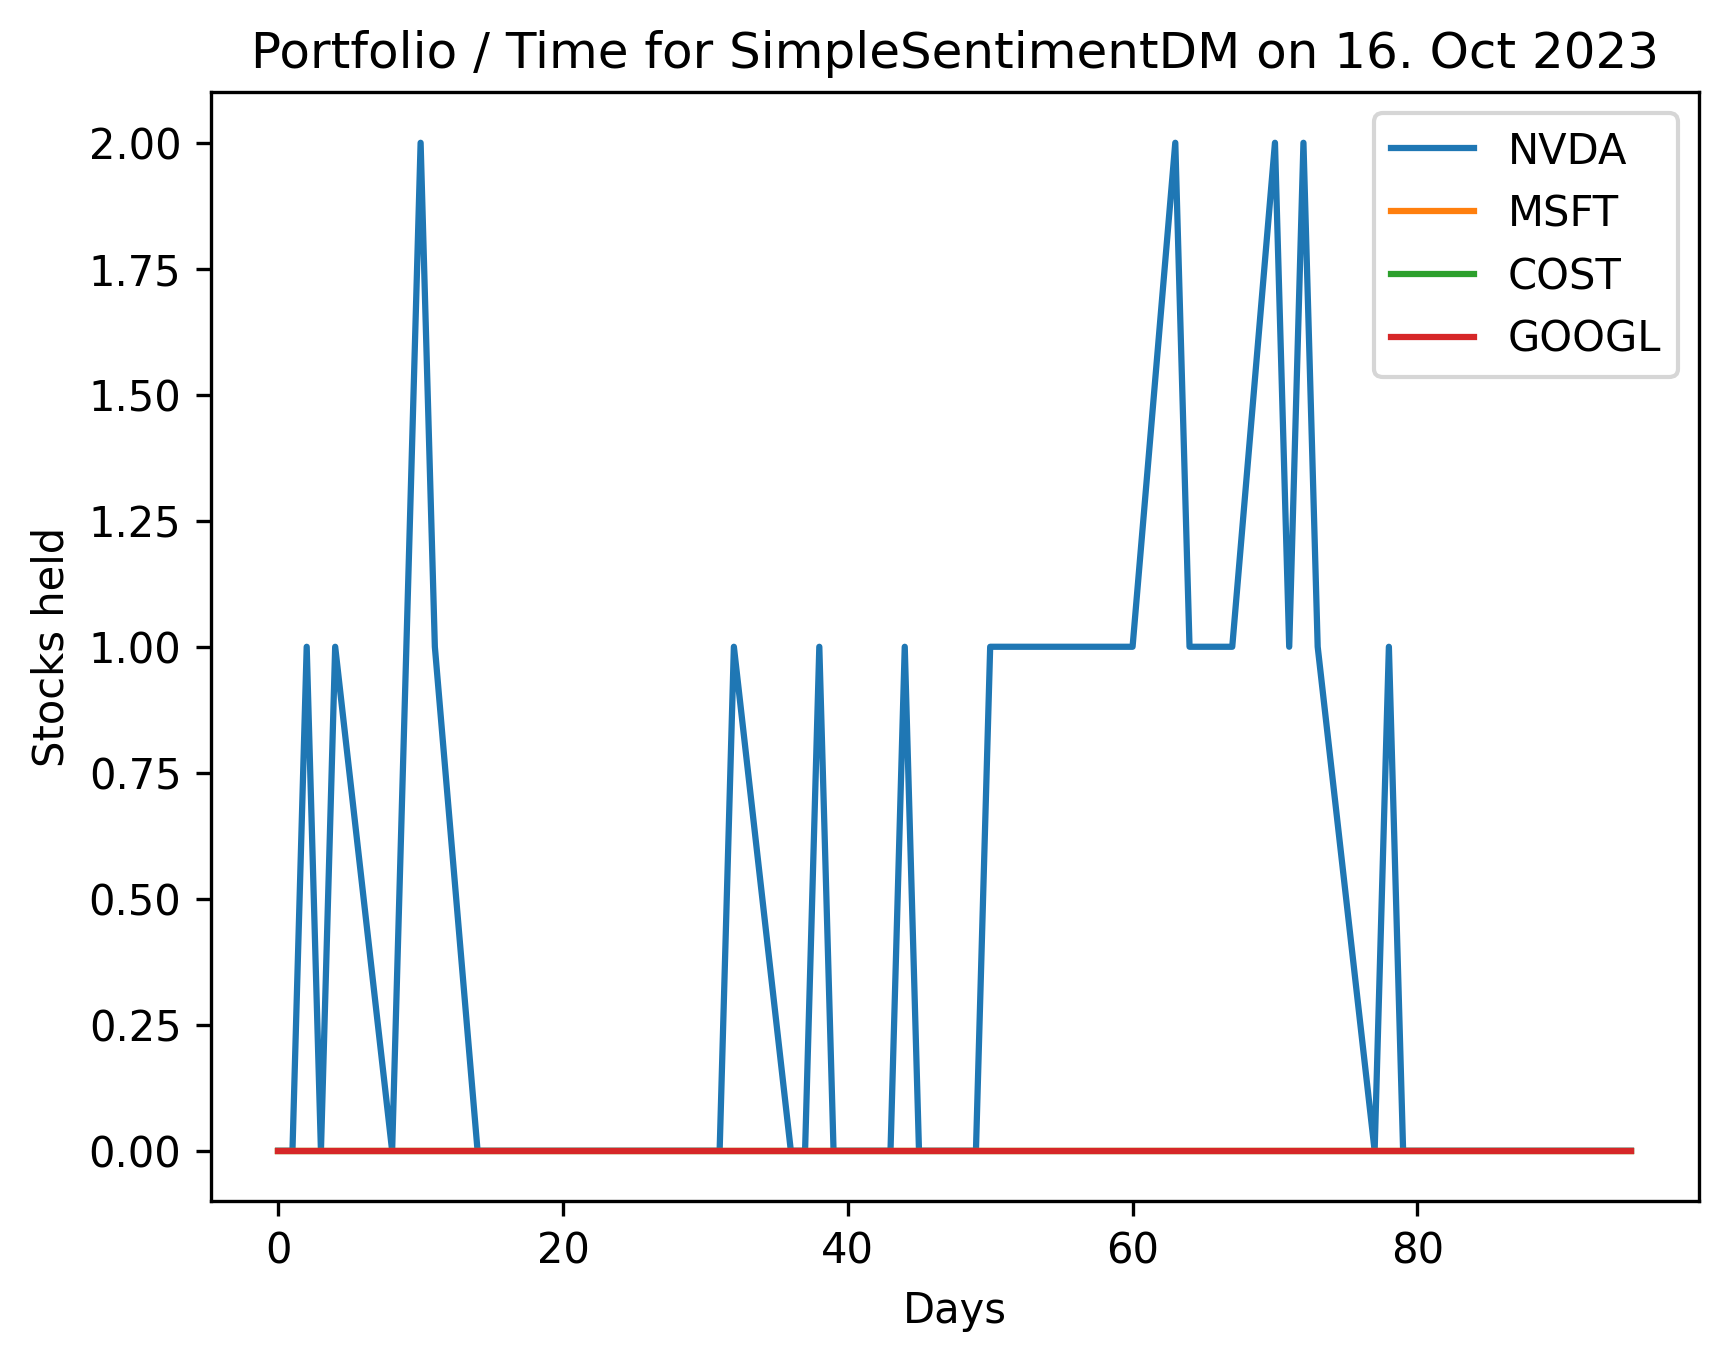 Portfolio / Time for SimpleSentimentDM on 16. Oct 2023
NVDA
MSFT
COST
GOOGL
2.00
1.75
1.50
1.25
1.00
0.75
0.50
0.25
0.00
Stocks held
0 20 40 60 80
Days